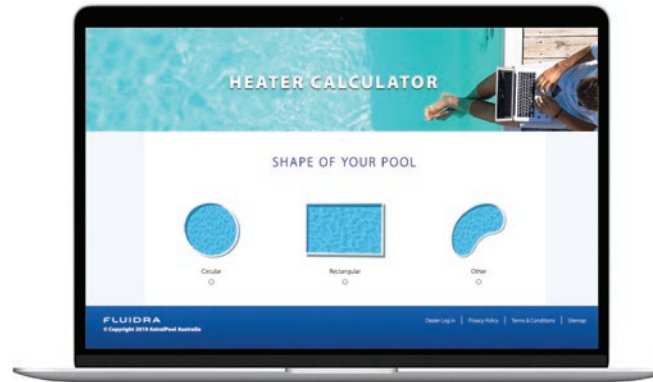 HEATER CALCULATOR
SHAPE OF YOUR POOL
Circular
Rectangular
Other
FLUIDRA
© Copyright 2019 AstralPool Australia
Dealer Log In | Privacy Policy | Terms & Conditions | Sitemap